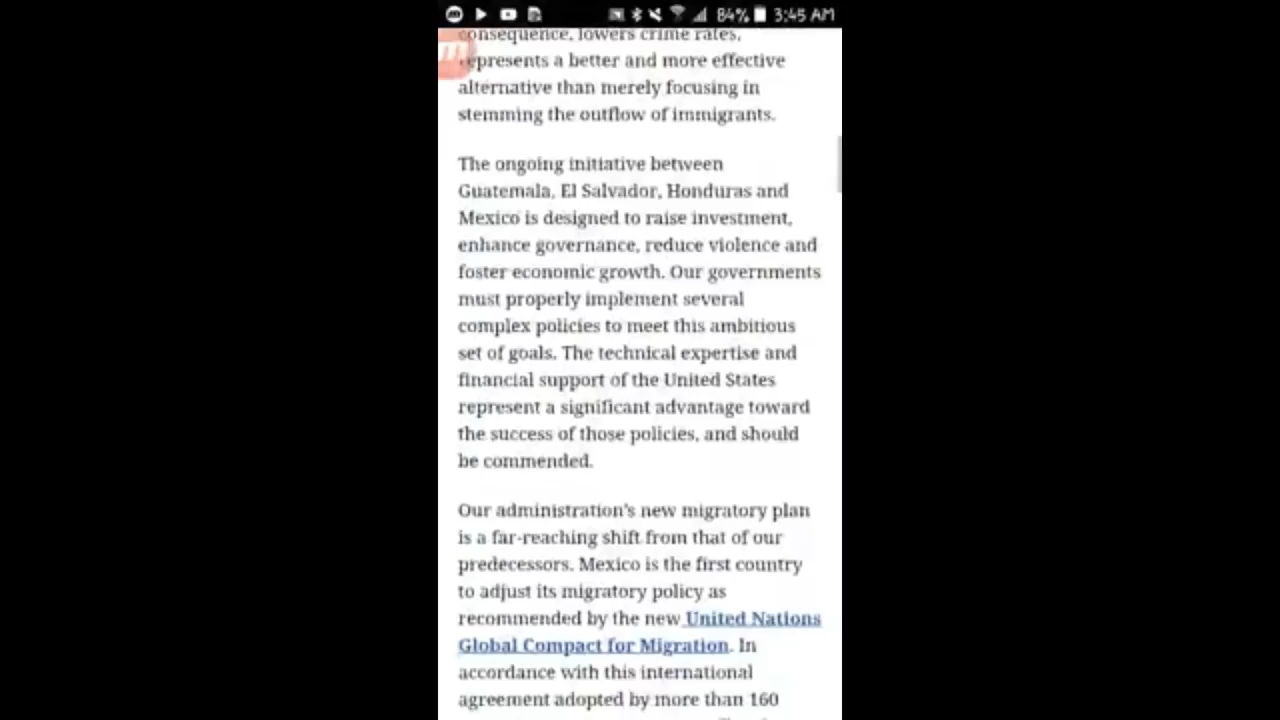 84% 3:45 AM
consequence, lowers crime rates,
represents a better and more effective
alternative than merely focusing in
stemming the outflow of immigrants.
The ongoing initiative between
Guatemala, El Salvador, Honduras and
Mexico is designed to raise investment,
enhance governance, reduce violence and
foster economic growth. Our governments
must properly implement several
complex policies to meet this ambitious
set of goals. The technical expertise and
financial support of the United States
represent a significant advantage toward
the success of those policies, and should
be commended.
Our administration's new migratory plan
is a far-reaching shift from that of our
predecessors. Mexico is the first country
to adjust its migratory policy as
recommended by the new United Nations
Global Compact for Migration. In
accordance with this international
agreement adopted by more than 160